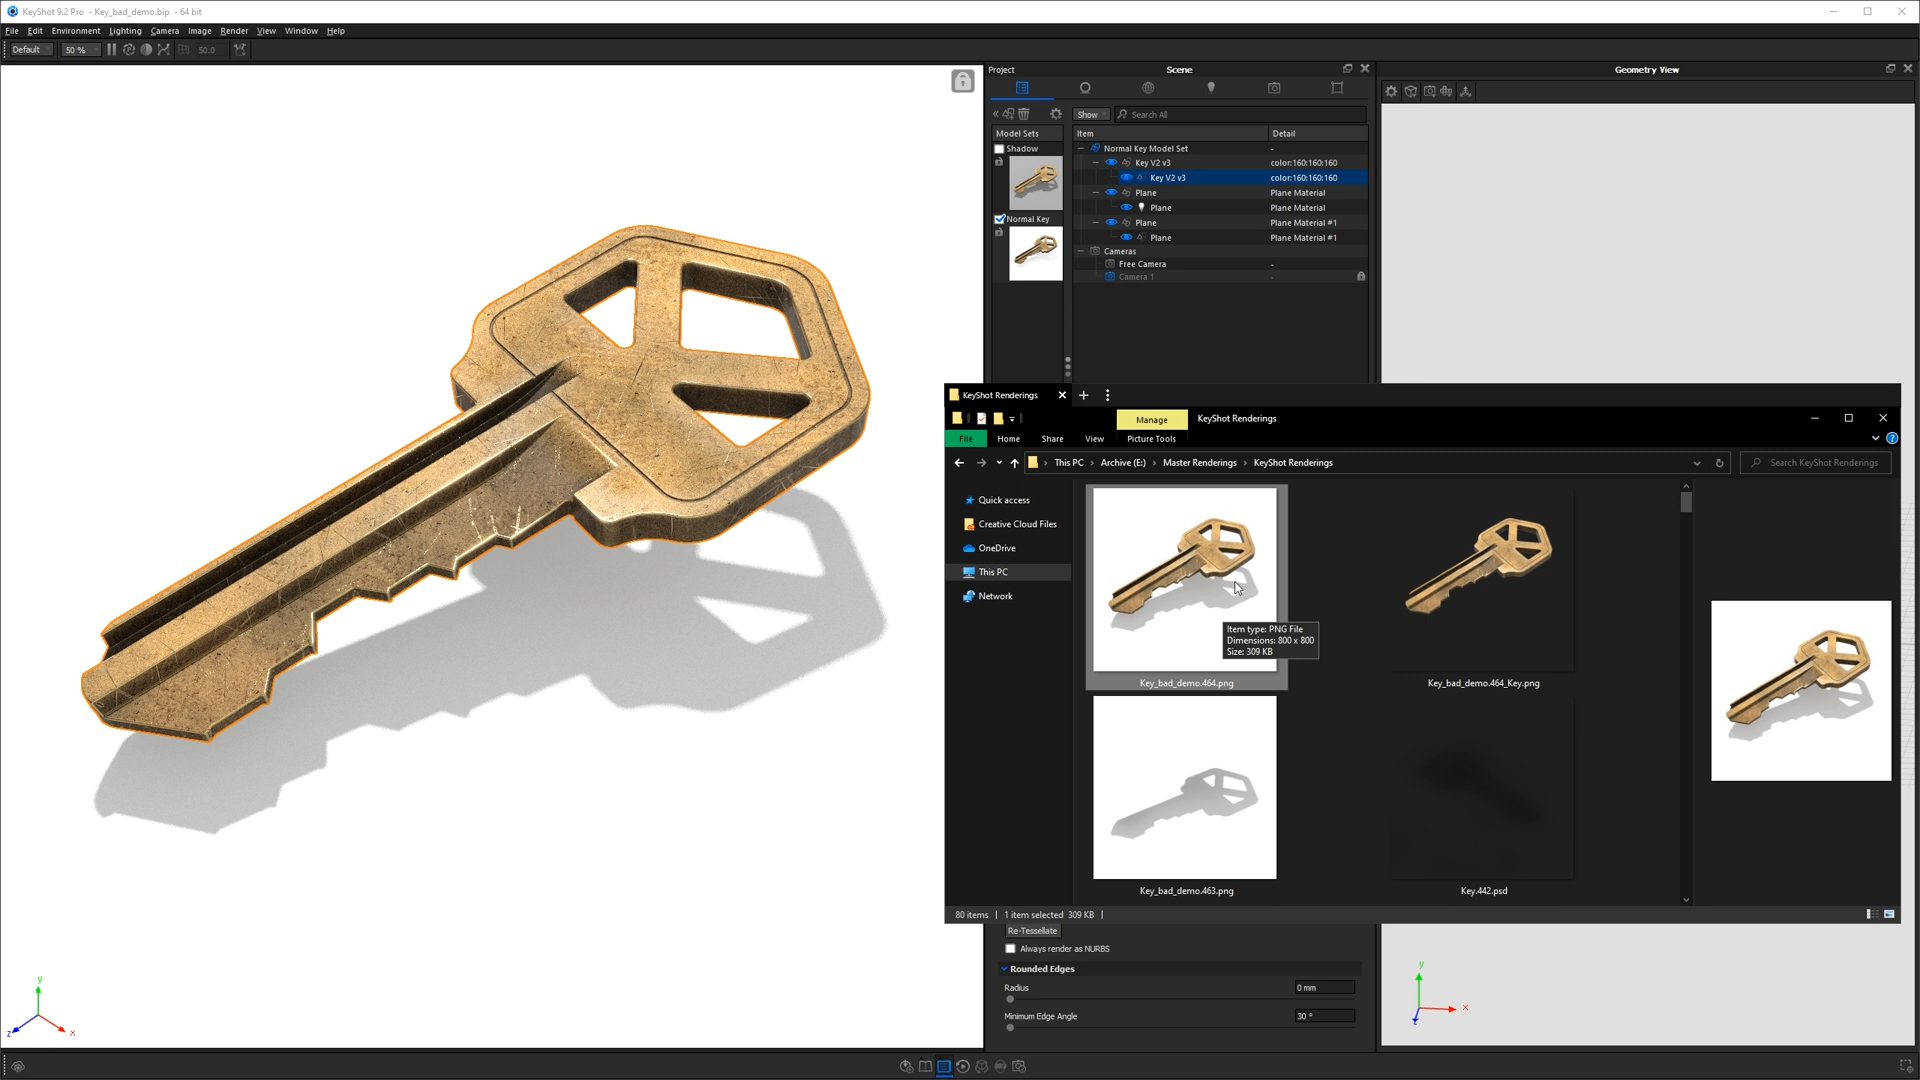 KeyShot 9.2 Pro - Key_bad_demo.bip - 64 bit
File Edit Environment Lighting Camera Image Render View Window Help
Default 50 % 50.0
Project Scene
Geometry View
Show Search All
Model Sets
Item Detail
Shadow
Normal Key
Normal Key Model Set -
Key V2 v3 color:160:160:160
Key V2 v3 color:160:160:160
Plane Plane Material
Plane Plane Material
Plane Plane Material #1
Plane Plane Material #1
Cameras
Free Camera -
Camera 1 -
KeyShot Renderings
Manage KeyShot Renderings
File Home Share View Picture Tools
This PC Archive (E:) Master Renderings KeyShot Renderings
Search KeyShot Renderings
Quick access
Creative Cloud Files
OneDrive
This PC
Network
Item type: PNG File
Dimensions: 800 x 800
Size: 309 KB
Key_bad_demo.464.png
Key_bad_demo.464_Key.png
Key_bad_demo.463.png
Key.442.psd
80 items 1 item selected 309 KB
Re-Tessellate
Always render as NURBS
Rounded Edges
Radius 0 mm
Minimum Edge Angle 30 °
y
z
x
y
x
z